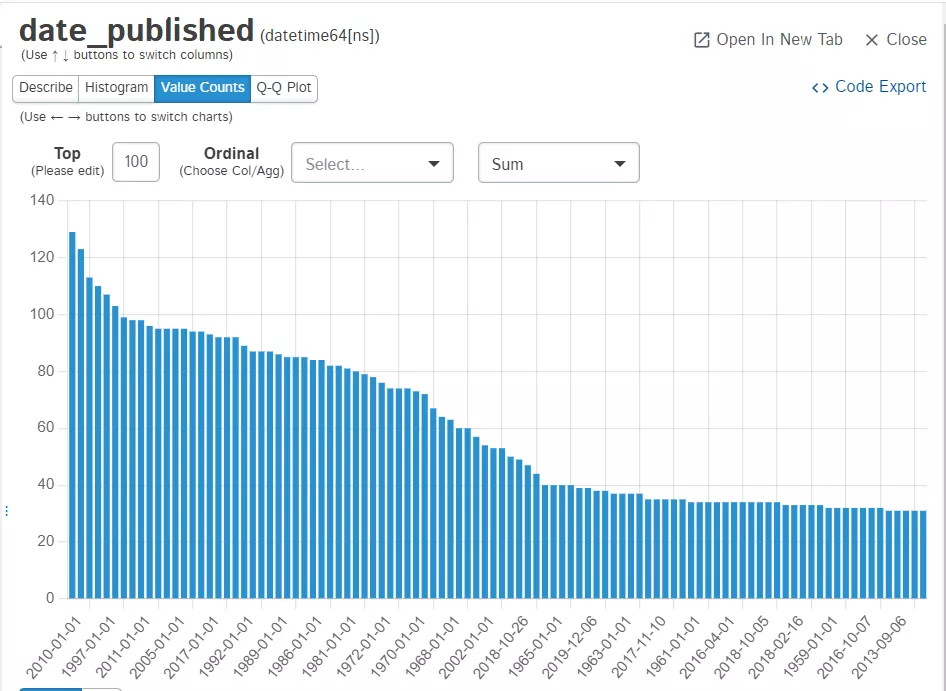 date_published (datetime64[ns])
(Use ↑ ↓ buttons to switch columns)
Open In New Tab
Close
Describe Histogram Value Counts Q-Q Plot
Code Export
(Use ← → buttons to switch charts)
Top
(Please edit)
100
Ordinal
(Choose Col/Agg)
Select...
Sum
140
120
100
80
60
40
20
0
2010-01-01
1997-01-01
2011-01-01
2005-01-01
2017-01-01
1992-01-01
1989-01-01
1986-01-01
1981-01-01
1972-01-01
1970-01-01
1968-01-01
2002-01-01
2018-10-26
1965-01-01
2019-12-06
1963-01-01
2017-11-10
1961-01-01
2016-04-01
2018-10-05
2018-02-16
1959-01-01
2016-10-07
2013-09-06